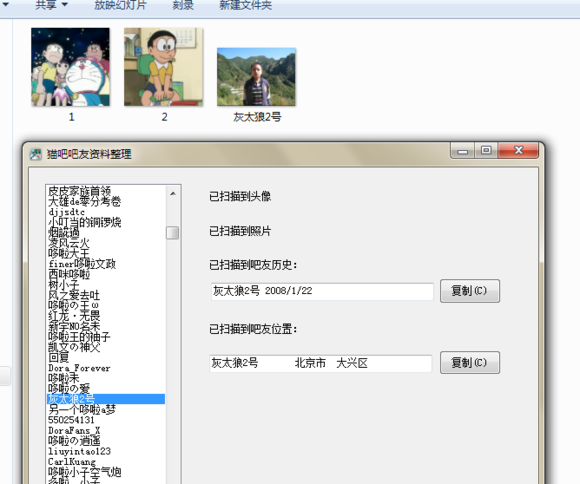 共享 放映幻灯片 刻录 新建文件夹
1 2 灰太狼2号
猫吧吧友资料整理
皮皮家族首领
大雄de零分考卷
djjsdtc
小叮当的铜锣烧
凌风云火
哆啦大王
finer哆啦文政
西咪哆啦
树小子
风之爱去吐
哆啦の王ω
红龙·无畏
新宇NO名未
哆啦王的袖子
凯文の神父
回复
Dora_Forever
哆啦未
哆啦の爱
灰太狼2号
另一个哆啦a梦
550254131
DoraFans_X
哆啦の逍遥
liuyintao123
CarlKuang
哆啦小子空气炮
已扫描到头像
已扫描到照片
已扫描到吧友历史:
灰太狼2号 2008/1/22 复制(C)
已扫描到吧友位置:
灰太狼2号 北京市 大兴区 复制(C)